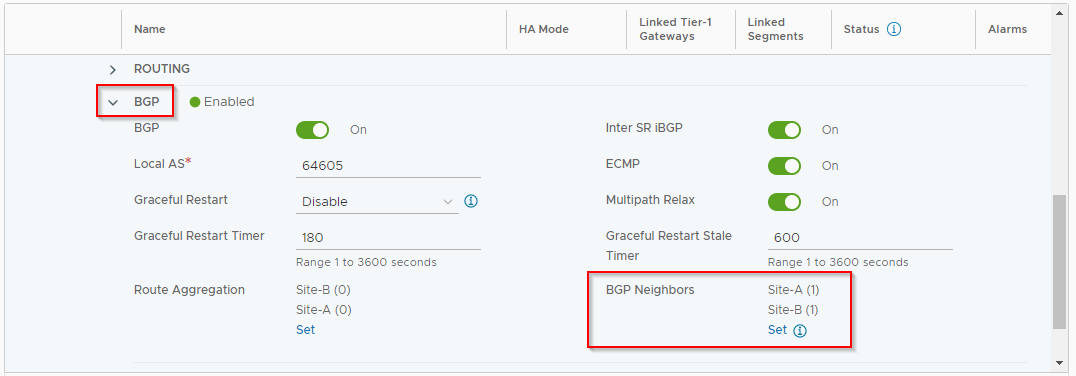 Name
HA Mode
Linked Tier-1
Gateways
Linked
Segments
Status
Alarms
ROUTING
BGP
Enabled
BGP
On
Inter SR iBGP
On
Local AS*
64605
ECMP
On
Graceful Restart
Disable
Multipath Relax
On
Graceful Restart Timer
180
Range 1 to 3600 seconds
Graceful Restart Stale
Timer
600
Range 1 to 3600 seconds
Route Aggregation
Site-B (0)
Site-A (0)
Set
BGP Neighbors
Site-A (1)
Site-B (1)
Set